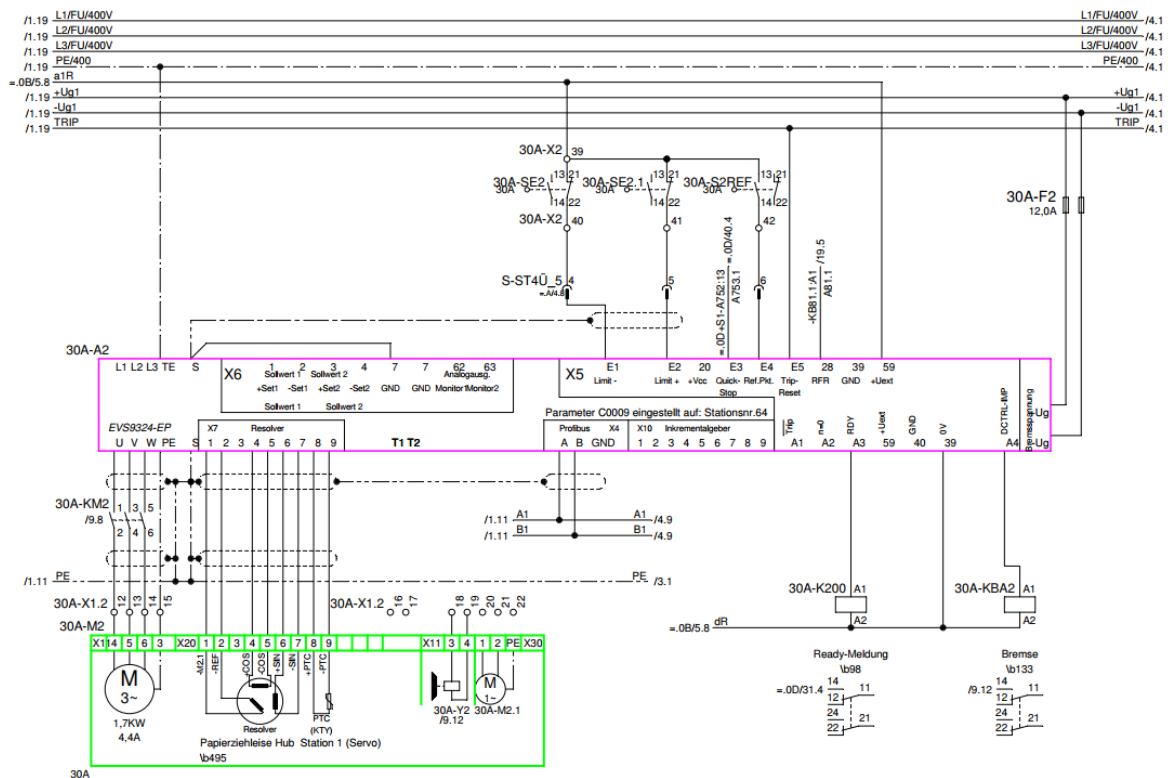 /1.19 L1/FU/400V L1/FU/400V /4.1
/1.19 L2/FU/400V L2/FU/400V /4.1
/1.19 L3/FU/400V L3/FU/400V /4.1
/1.19 PE/400 PE/400 /4.1
=.0B/5.8 a1R
/1.19 +Ug1 +Ug1 /4.1
/1.19 -Ug1 -Ug1 /4.1
/1.19 TRIP TRIP /4.1
30A-X2 39
30A-SE2 13 21 30A-SE2.1 13 21 30A-S2REF 13 21
30A 30A 30A
14 22 14 22 14 22
30A-F2
12,0A
30A-X2 40 41 42
=.0D+S1-A752:13 =.0D/40.4
A753.1
-KB81.1:A1 /19.5
A81.1
S-ST4Ü_5 4 5 6
=.A/4.8
30A-A2
L1 L2 L3 TE S
X6 1 2 3 4 7 7 62 63
Sollwert 1 Sollwert 2 Analogausg.
+Set1 -Set1 +Set2 -Set2 GND GND Monitor1 Monitor2
Sollwert 1 Sollwert 2
X5 E1 E2 20 E3 E4 E5 28 39 59
Limit - Limit + +Vcc Quick-Stop Ref.Pkt. Trip-Reset RFR GND +Uext
Parameter C0009 eingestellt auf: Stationsnr.64
EVS9324-EP
U V W PE S
X7 Resolver
1 2 3 4 5 6 7 8 9
T1 T2
Profibus X4
A B GND
X10 Inkrementalgeber
1 2 3 4 5 6 7 8 9
Trip n=0 RDY +Uext GND 0V DCTRL-IMP
A1 A2 A3 59 40 39 A4
Bremsspannung
+Ug
-Ug
30A-KM2 1 3 5
/9.8
2 4 6
/1.11 A1 A1 /4.9
/1.11 B1 B1 /4.9
/1.11 PE PE /3.1
30A-X1.2 12 13 14 15 30A-X1.2 16 17 18 19 20 21 22
30A-K200 A1
A2
30A-KBA2 A1
A2
=.0B/5.8 dR
30A-M2
X1 14 5 6 3 X20 1 2 3 4 5 6 7 8 9 X11 3 4 1 2 PE X30
-M2.1 -REF +COS -COS +SIN -SIN +PTC -PTC
M
3~
1,7KW
4,4A
Resolver
PTC
(KTY)
30A-Y2
/9.12
M
1~
30A-M2.1
Papierziehleise Hub Station 1 (Servo)
\b495
30A
Ready-Meldung
\b98
=.0D/31.4 14 12 11
24 22 21
Bremse
\b133
/9.12 14 12 11
24 22 21